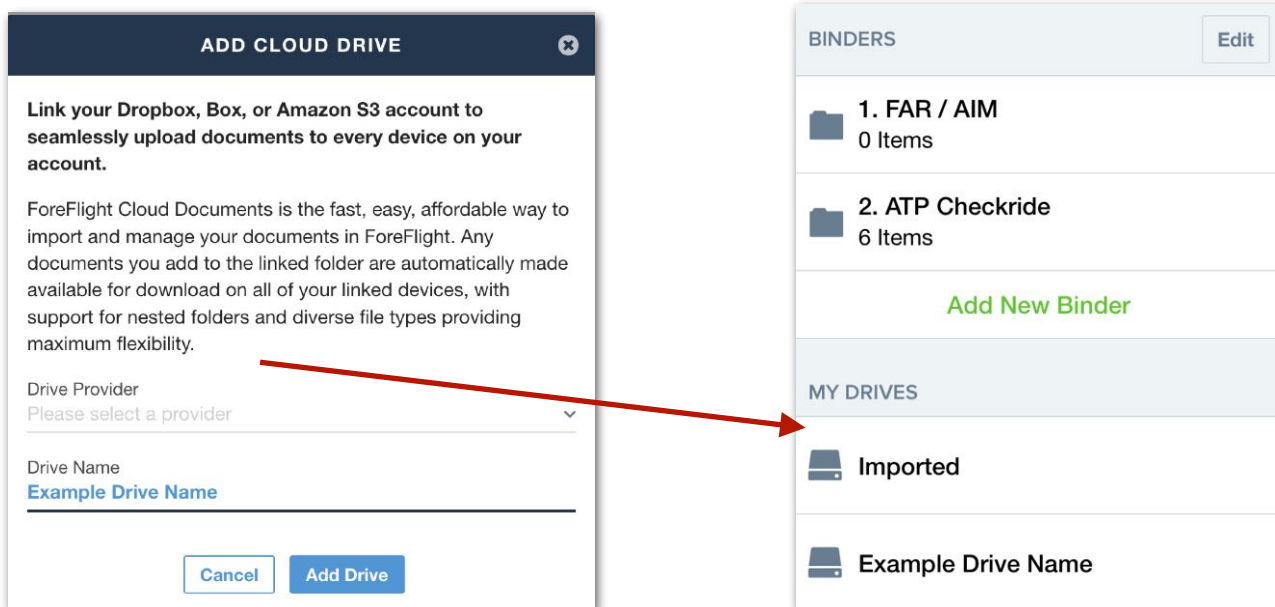 ADD CLOUD DRIVE
Link your Dropbox, Box, or Amazon S3 account to
seamlessly upload documents to every device on your
account.
ForeFlight Cloud Documents is the fast, easy, affordable way to
import and manage your documents in ForeFlight. Any
documents you add to the linked folder are automatically made
available for download on all of your linked devices, with
support for nested folders and diverse file types providing
maximum flexibility.
Drive Provider
Please select a provider
Drive Name
Example Drive Name
Cancel
Add Drive
BINDERS
Edit
1. FAR / AIM
0 Items
2. ATP Checkride
6 Items
Add New Binder
MY DRIVES
Imported
Example Drive Name